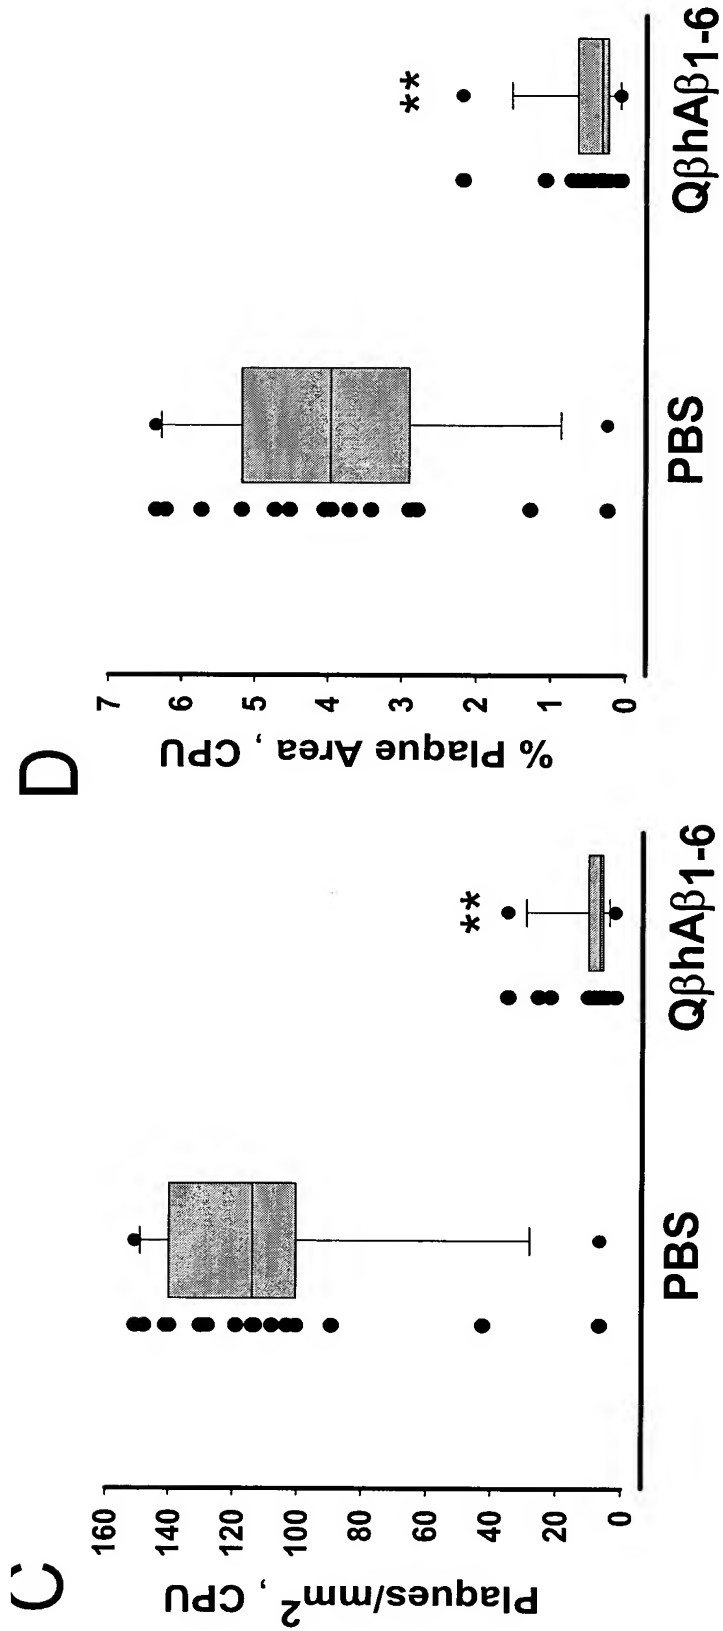 C
Plaques/mm², CPU
160
140
120
100
80
60
40
20
0
**
PBS
QβhAβ1-6
D
% Plaque Area, CPU
7
6
5
4
3
2
1
0
**
PBS
QβhAβ1-6